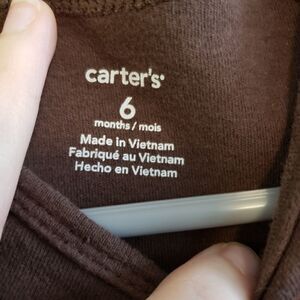 carter's
6
months / mois
Made in Vietnam
Fabriqué au Vietnam
Hecho en Vietnam